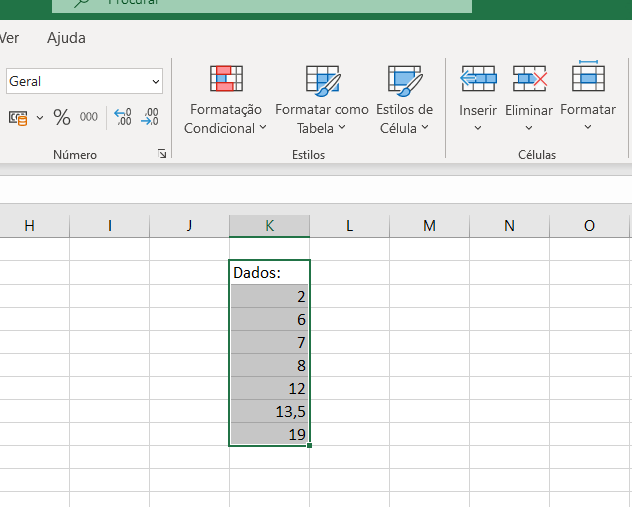 Procurar
Ver Ajuda
Geral
% 000 ,00 ,00
,0
Formatação Condicional
Formatar como Tabela
Estilos de Célula
Inserir
Eliminar
Formatar
Número
Estilos
Células
H I J K L M N O
Dados:
2
6
7
8
12
13,5
19